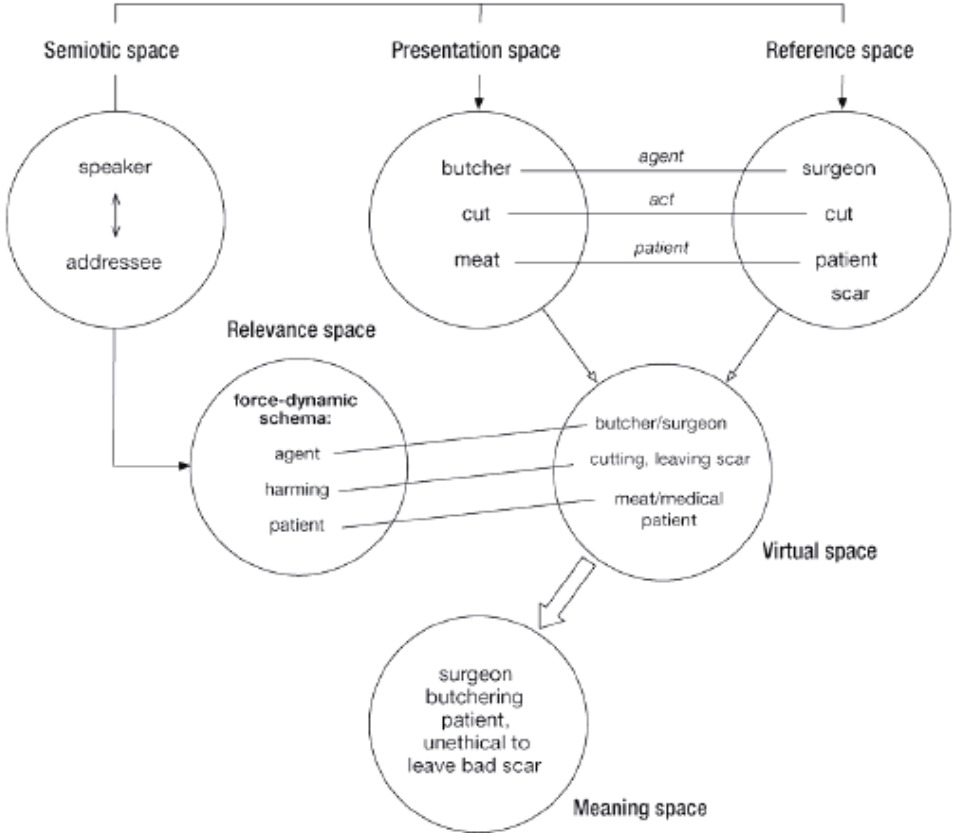 Semiotic space
Presentation space
Reference space
speaker
addressee
butcher
cut
meat
agent
act
patient
surgeon
cut
patient
scar
Relevance space
force-dynamic
schema:
agent
harming
patient
butcher/surgeon
cutting, leaving scar
meat/medical
patient
Virtual space
surgeon
butchering
patient,
unethical to
leave bad scar
Meaning space